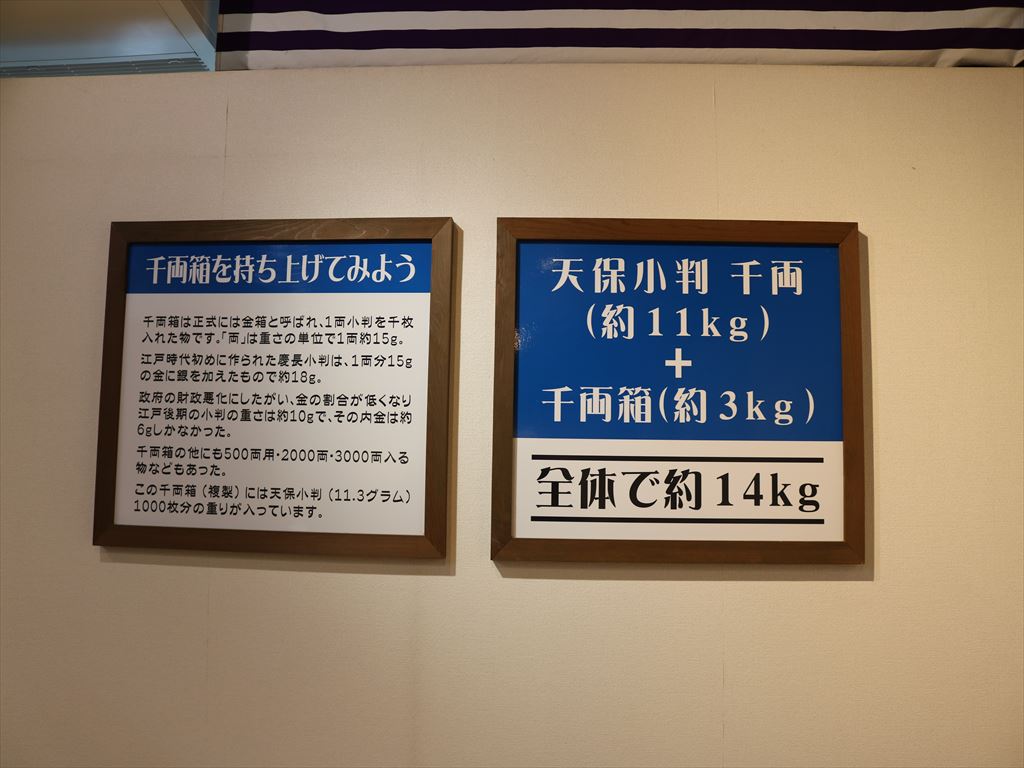 千両箱を持ち上げてみよう
千両箱は正式には金箱と呼ばれ、1両小判を千枚
入れた物です。「両」は重さの単位で1両約15g。
江戸時代初めに作られた慶長小判は、1両分15g
の金に銀を加えたもので約18g。
政府の財政悪化にしたがい、金の割合が低くなり
江戸後期の小判の重さは約10gで、その内金は約
6gしかなかった。
千両箱の他にも500両用・2000両・3000両入る
物などもあった。
この千両箱(複製)には天保小判(11.3グラム)
1000枚分の重りが入っています。
天保小判 千両
(約11kg)
+
千両箱(約3kg)
全体で約14kg